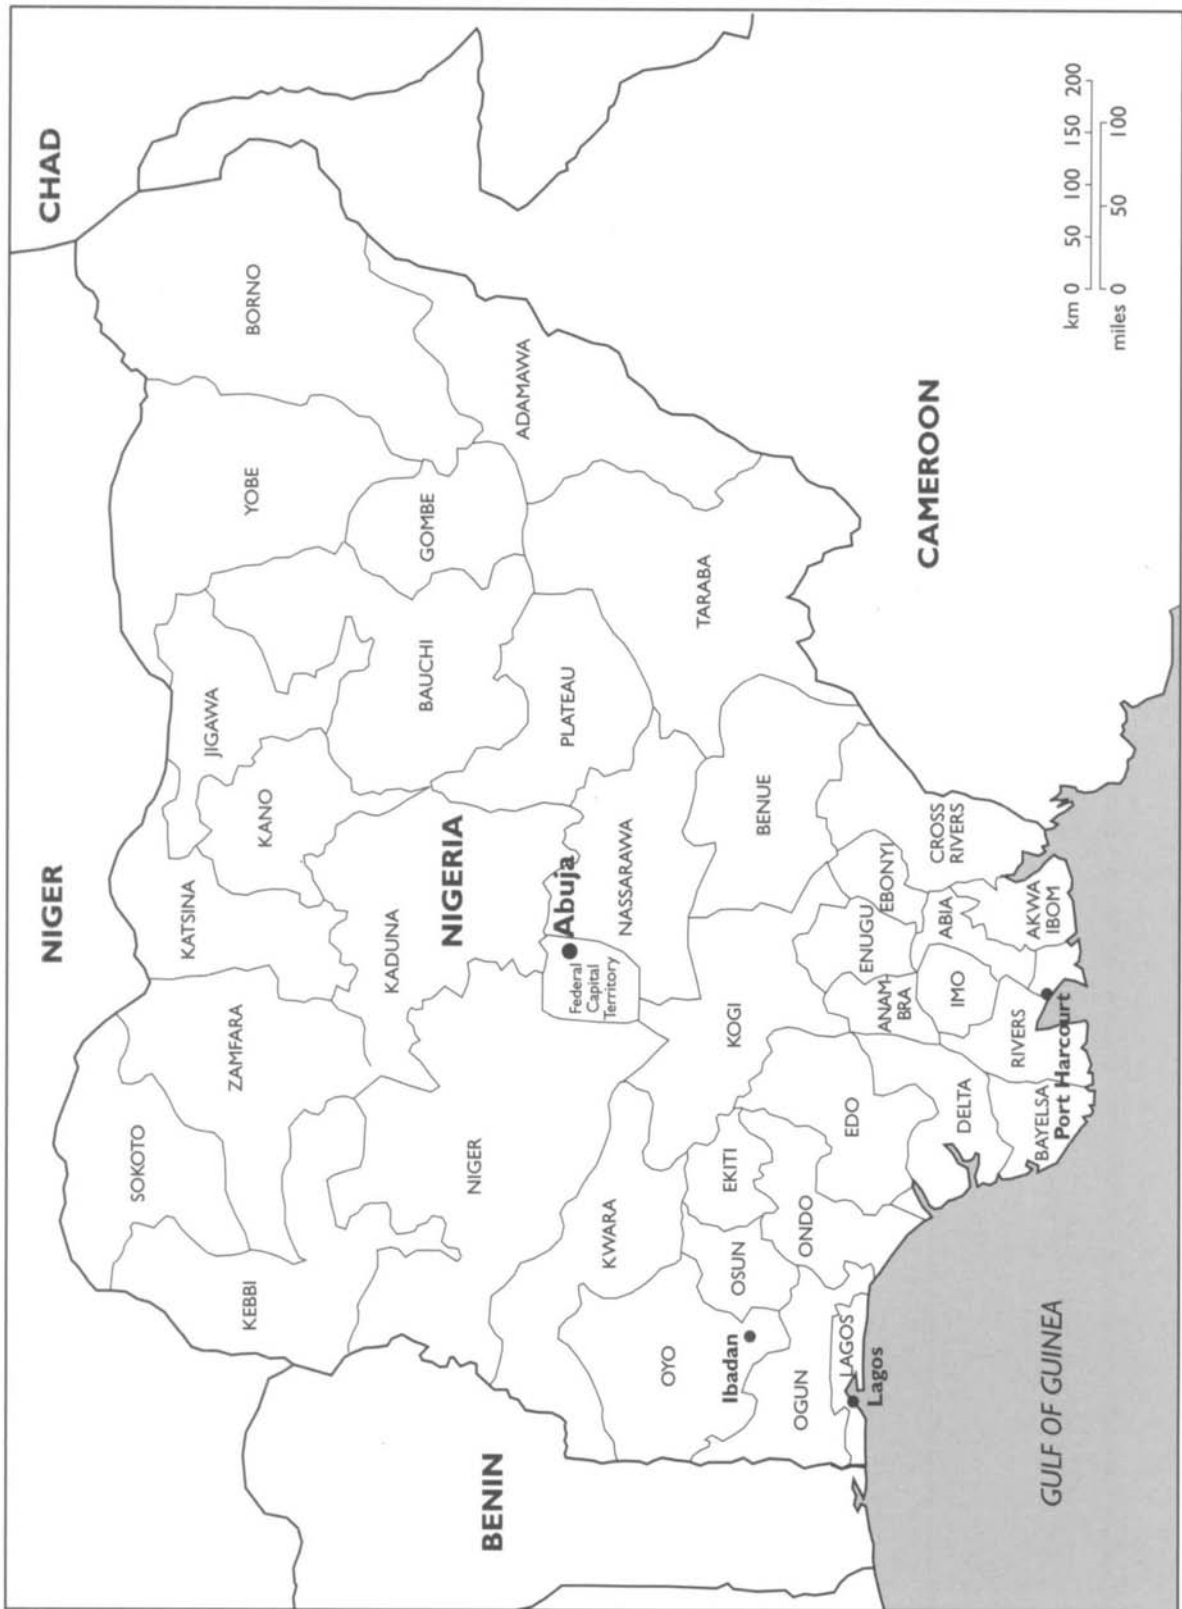 NIGER
CHAD
SOKOTO
KATSINA
JIGAWA
ZAMFARA
KEBBI
KANO
YOBE
BORNO
KADUNA
BAUCHI
GOMBE
NIGERIA
NIGER
BENIN
Abuja
Federal
Capital
Territory
PLATEAU
ADAMAWA
KWARA
NASSARAWA
OYO
TARABA
OSUN
EKITI
KOGI
BENUE
Ibadan
OGUN
ONDO
EDO
ENUGU
EBONYI
ANAM-
BRA
LAGOS
Lagos
CROSS
RIVERS
CAMEROON
DELTA
IMO
ABIA
RIVERS
AKWA
IBOM
BAYELSA
Port Harcourt
GULF OF GUINEA
km 0 50 100 150 200
miles 0 50 100